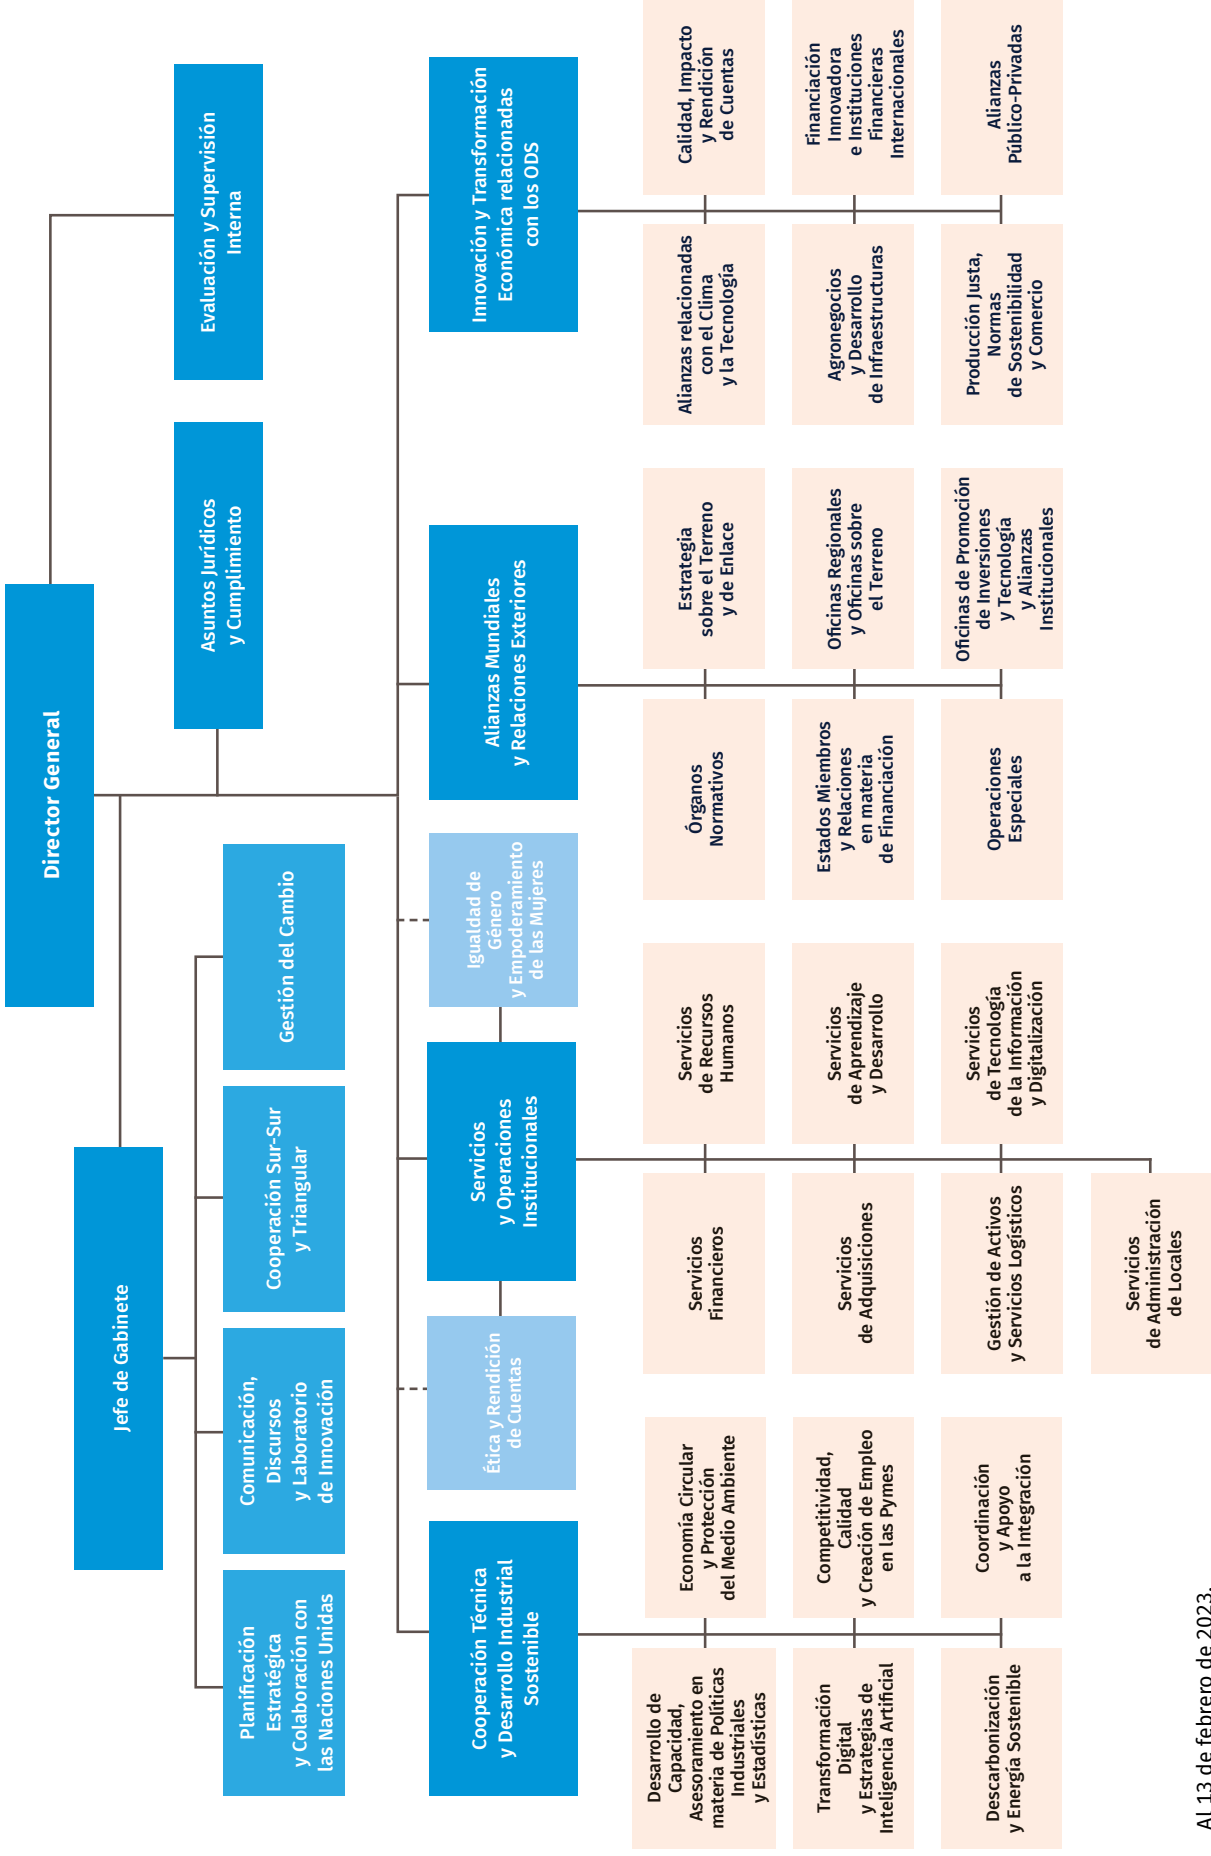 Director General
Evaluación y Supervisión
Interna
Jefe de Gabinete
Asuntos Jurídicos
y Cumplimiento
Planificación
Estratégica
y Colaboración con
las Naciones Unidas
Comunicación,
Discursos
y Laboratorio
de Innovación
Cooperación Sur-Sur
y Triangular
Gestión del Cambio
Cooperación Técnica
y Desarrollo Industrial
Sostenible
Ética y Rendición
de Cuentas
Servicios
y Operaciones
Institucionales
Igualdad de
Género
y Empoderamiento
de las Mujeres
Alianzas Mundiales
y Relaciones Exteriores
Innovación y Transformación
Económica relacionadas
con los ODS
Desarrollo de
Capacidad,
Asesoramiento en
materia de Políticas
Industriales
y Estadísticas
Economía Circular
y Protección
del Medio Ambiente
Transformación
Digital
y Estrategias de
Inteligencia Artificial
Competitividad,
Calidad
y Creación de Empleo
en las Pymes
Descarbonización
y Energía Sostenible
Coordinación
y Apoyo
a la Integración
Servicios
Financieros
Servicios
de Recursos
Humanos
Servicios
de Adquisiciones
Servicios
de Aprendizaje
y Desarrollo
Gestión de Activos
y Servicios Logísticos
Servicios
de Tecnología
de la Información
y Digitalización
Servicios
de Administración
de Locales
Órganos
Normativos
Estrategia
sobre el Terreno
y de Enlace
Estados Miembros
y Relaciones
en materia
de Financiación
Oficinas Regionales
y Oficinas sobre
el Terreno
Operaciones
Especiales
Oficinas de Promoción
de Inversiones
y Tecnología
y Alianzas
Institucionales
Alianzas relacionadas
con el Clima
y la Tecnología
Calidad, Impacto
y Rendición
de Cuentas
Agronegocios
y Desarrollo
de Infraestructuras
Financiación
Innovadora
e Instituciones
Financieras
Internacionales
Producción Justa,
Normas
de Sostenibilidad
y Comercio
Alianzas
Público-Privadas
Al 13 de febrero de 2023.